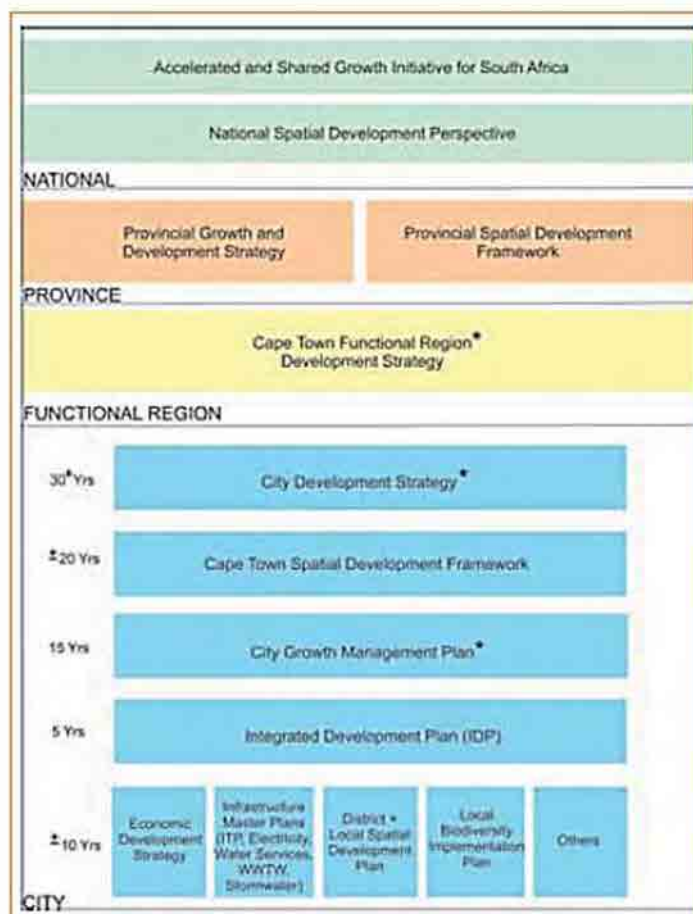 Accelerated and Shared Growth Initiative for South Africa
National Spatial Development Perspective
NATIONAL
Provincial Growth and
Development Strategy
Provincial Spatial Development
Framework
PROVINCE
Cape Town Functional Region*
Development Strategy
FUNCTIONAL REGION
30+ Yrs
City Development Strategy*
±20 Yrs
Cape Town Spatial Development Framework
15 Yrs
City Growth Management Plan*
5 Yrs
Integrated Development Plan (IDP)
±10 Yrs
Economic
Development
Strategy
Infrastructure
Master Plans
(ITP, Electricity,
Water Services,
WWTW,
Stormwater)
District +
Local Spatial
Development
Plan
Local
Biodiversity
Implementation
Plan
Others
CITY